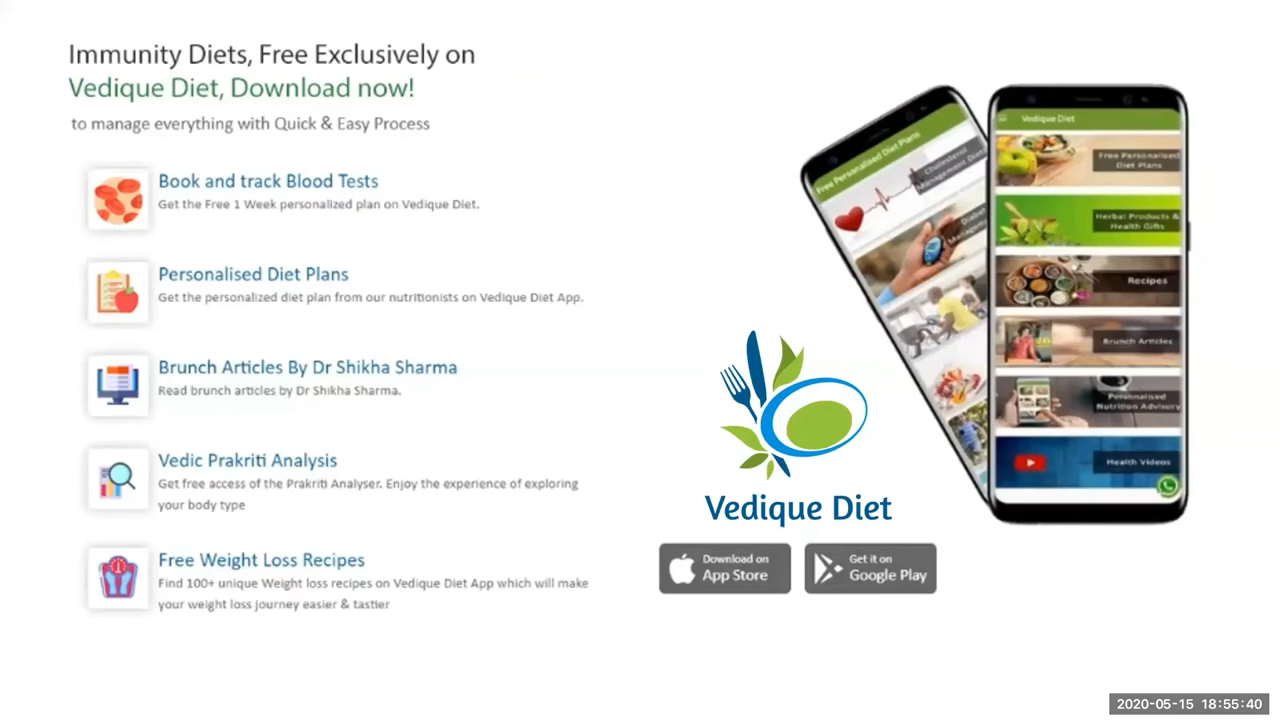 Immunity Diets, Free Exclusively on
Vedique Diet, Download now!
to manage everything with Quick & Easy Process
Book and track Blood Tests
Get the Free 1 Week personalized plan on Vedique Diet.
Personalised Diet Plans
Get the personalized diet plan from our nutritionists on Vedique Diet App.
Brunch Articles By Dr Shikha Sharma
Read brunch articles by Dr Shikha Sharma.
Vedic Prakriti Analysis
Get free access of the Prakriti Analyser. Enjoy the experience of exploring
your body type
Free Weight Loss Recipes
Find 100+ unique Weight loss recipes on Vedique Diet App which will make
your weight loss journey easier & tastier
Vedique Diet
Download on
App Store
Get it on
Google Play
Free Personalised Diet Plans
Cholesterol
Management Diet
Vedique Diet
Free Personalised
Diet Plans
Herbal Products &
Health Gifts
Recipes
Brunch Articles
Personalised
Nutrition Advisory
Health Videos
2020-05-15 18:55:40